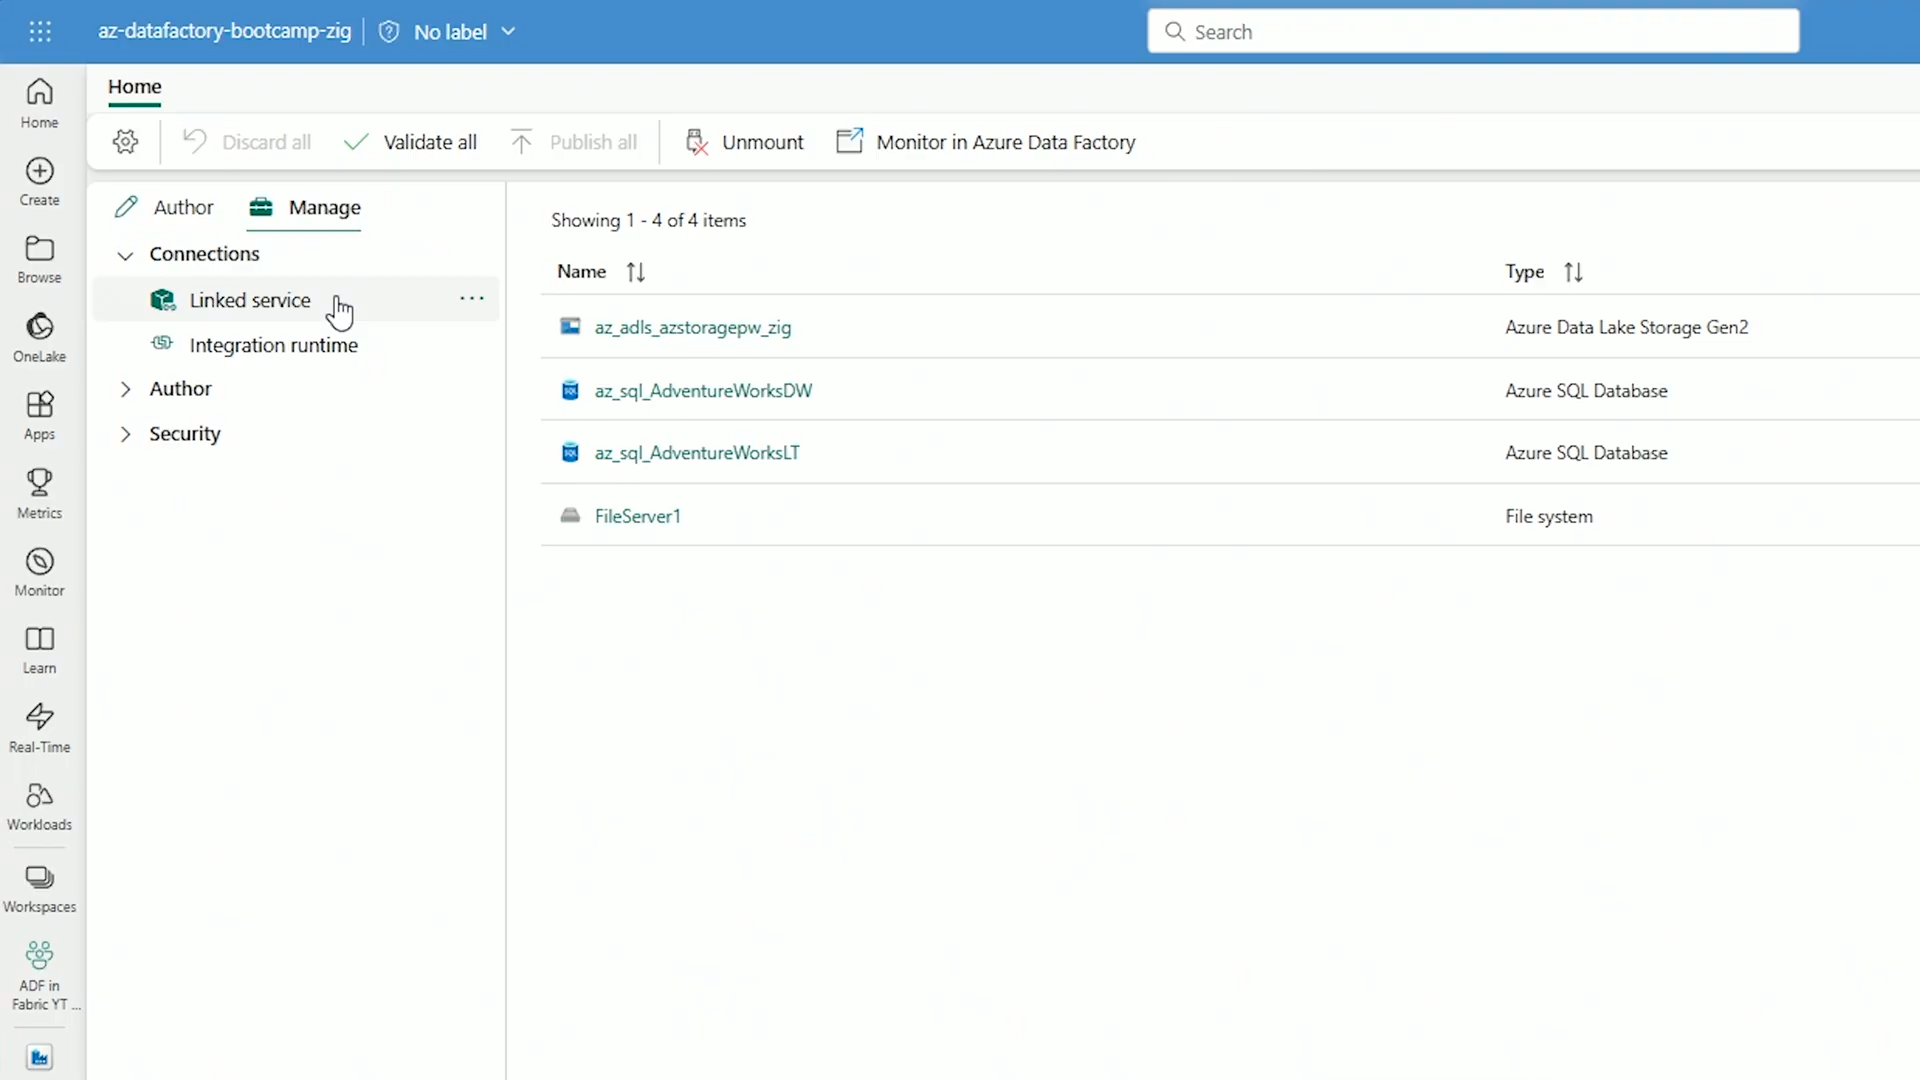 az-datafactory-bootcamp-zig
No label
Search
Home
Home
Create
Browse
OneLake
Apps
Metrics
Monitor
Learn
Real-Time
Workloads
Workspaces
ADF in
Fabric YT ...
Discard all
Validate all
Publish all
Unmount
Monitor in Azure Data Factory
Author
Manage
Connections
Linked service
...
Integration runtime
Author
Security
Showing 1 - 4 of 4 items
Name
Type
az_adls_azstoragepw_zig
Azure Data Lake Storage Gen2
az_sql_AdventureWorksDW
Azure SQL Database
az_sql_AdventureWorksLT
Azure SQL Database
FileServer1
File system